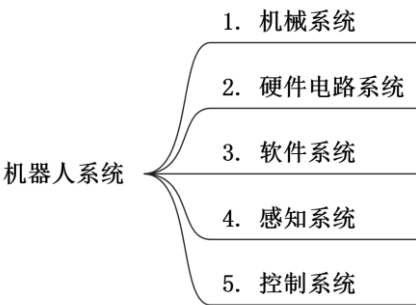 1. 机械系统
2. 硬件电路系统
3. 软件系统
机器人系统
4. 感知系统
5. 控制系统